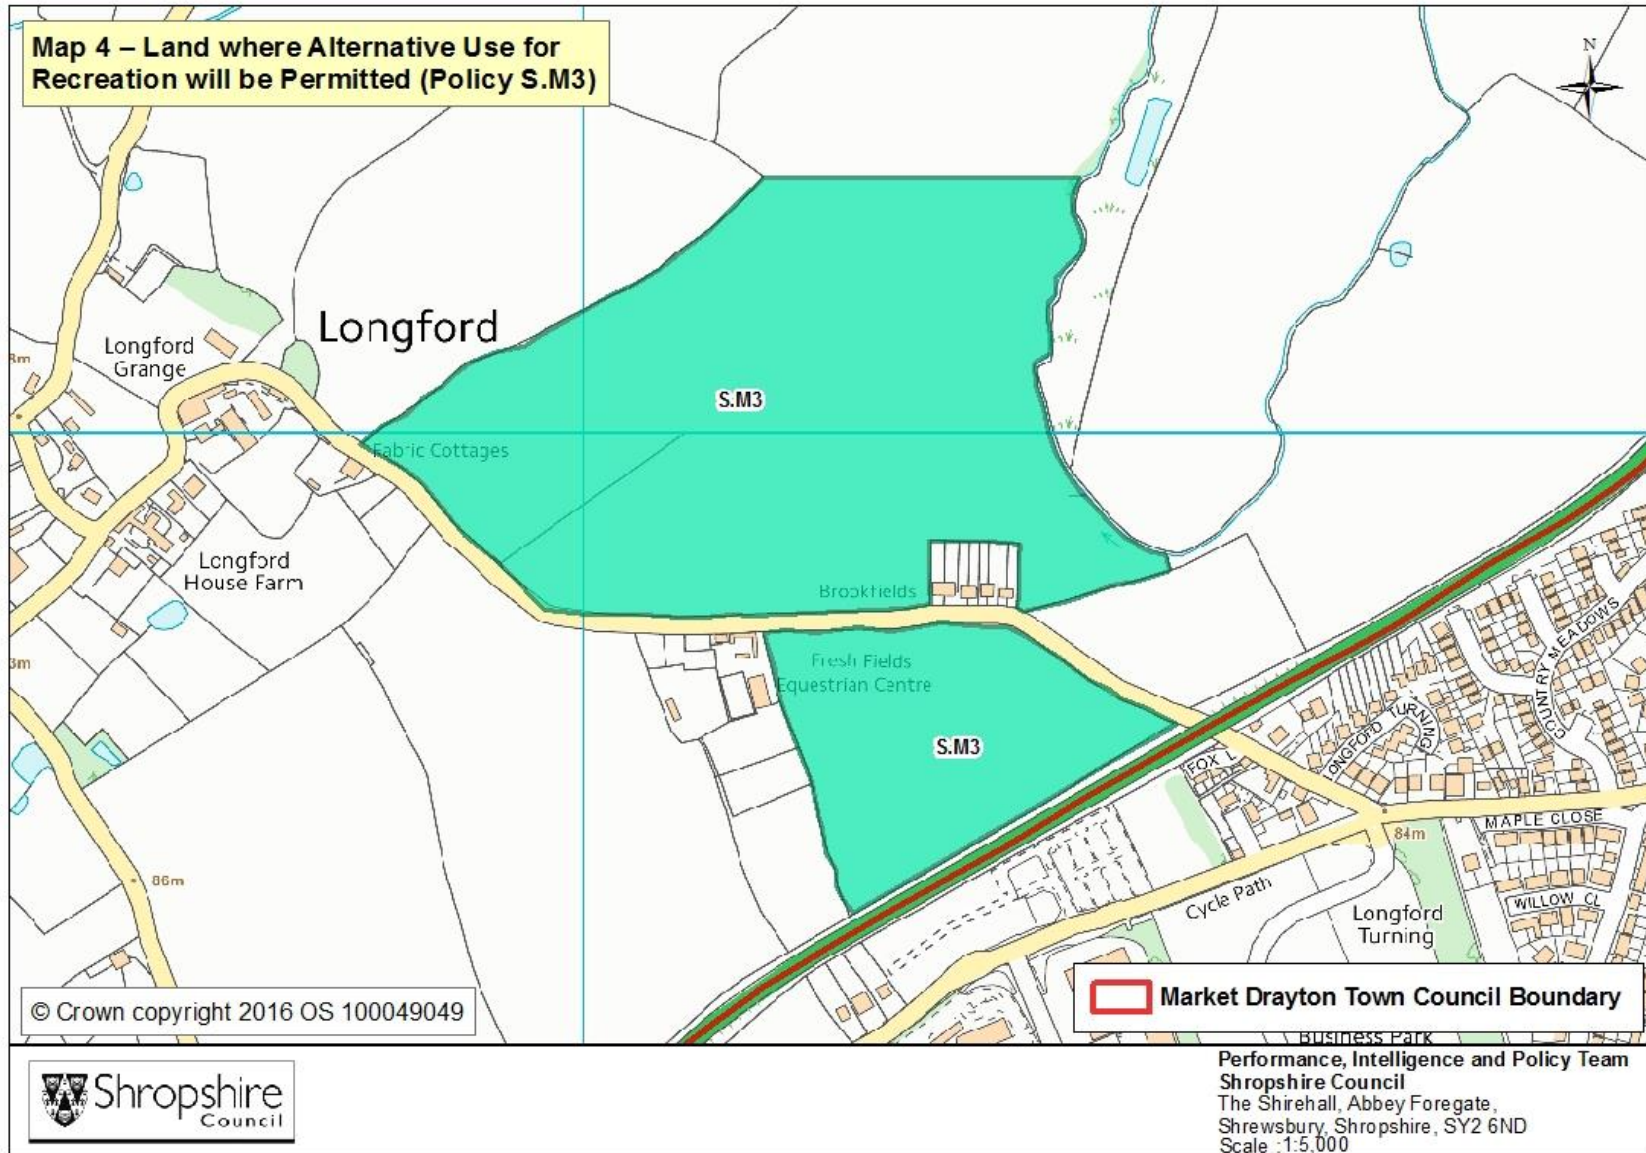 Map 4 – Land where Alternative Use for
Recreation will be Permitted (Policy S.M3)
N
Longford
Longford
Grange
S.M3
Fabric Cottages
Longford
House Farm
Brookfields
Fresh Fields
Equestrian Centre
S.M3
COUNTRY MEADOWS
LONGFORD TURNING
FOX L
MAPLE CLOSE
84m
86m
Cycle Path
WILLOW CL
Longford
Turning
Market Drayton Town Council Boundary
Business Park
© Crown copyright 2016 OS 100049049
Shropshire
Council
Performance, Intelligence and Policy Team
Shropshire Council
The Shirehall, Abbey Foregate,
Shrewsbury, Shropshire, SY2 6ND
Scale :1:5,000